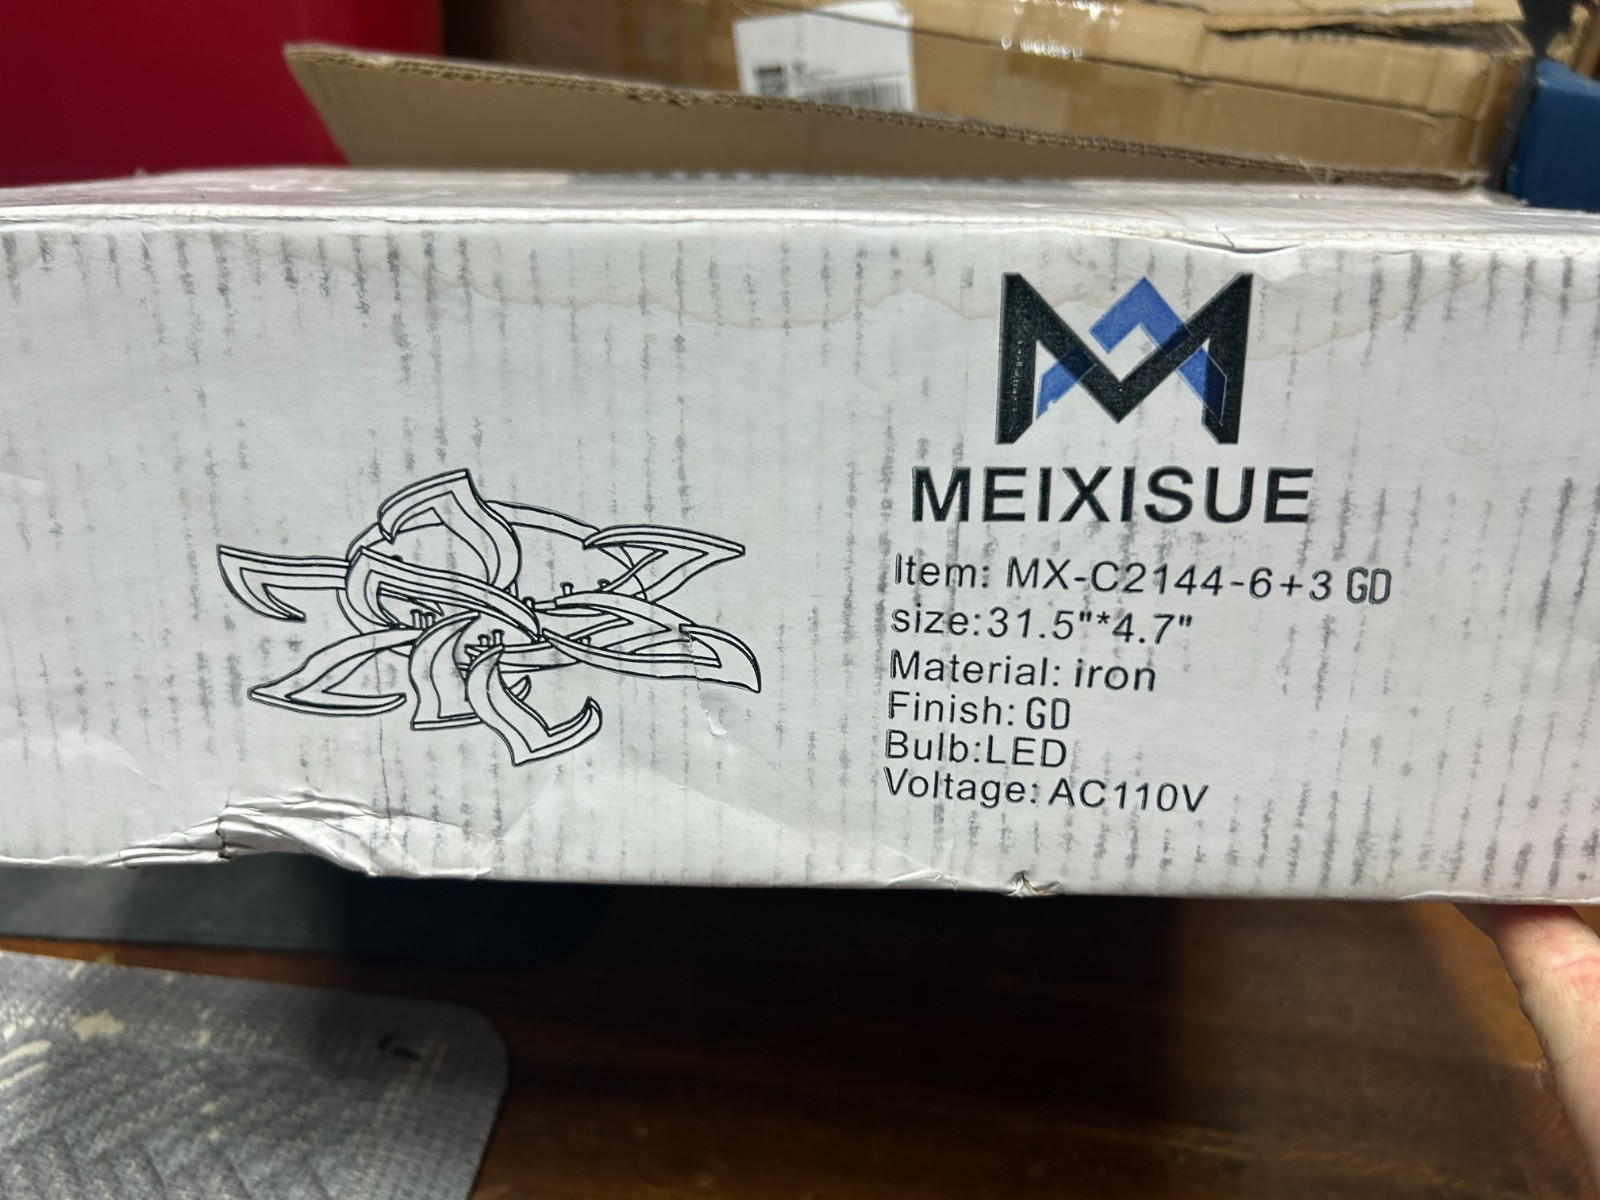 MEIXISUE
Item: MX-C2144-6+3 GD
size:31.5"*4.7"
Material: iron
Finish: GD
Bulb:LED
Voltage: AC110V